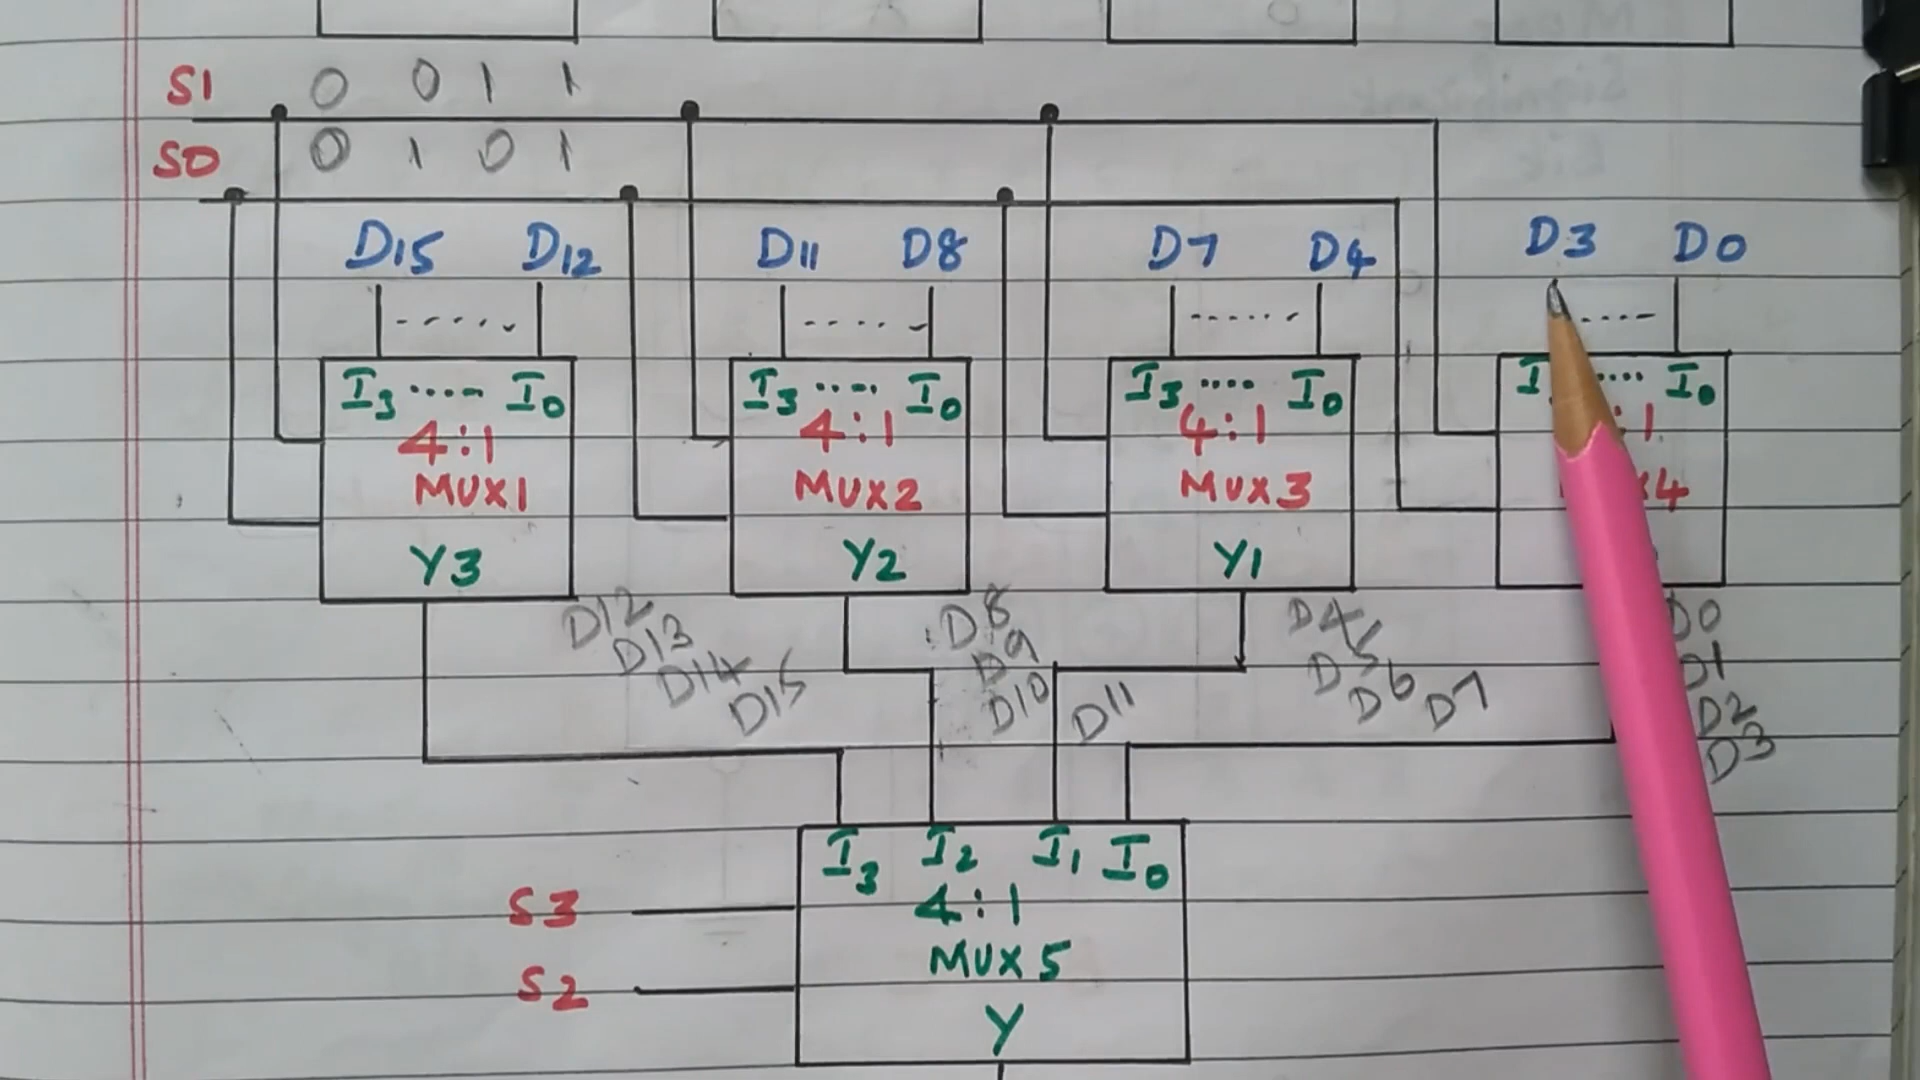 S1 0 0 1 1
S0 0 1 0 1
D15 D12 D11 D8 D7 D4 D3 D0
I3 ..... I0 I3 ..... I0 I3 .... I0 I .... I0
4:1 4:1 4:1 :1
MUX1 MUX2 MUX3 4
Y3 Y2 Y1
D12 D8 D4 D0
D13 D9 D5 D1
D14 D10 D6 D2
D15 D11 D7 D3
I3 I2 I1 I0
S3 4:1
MUX5
S2
Y